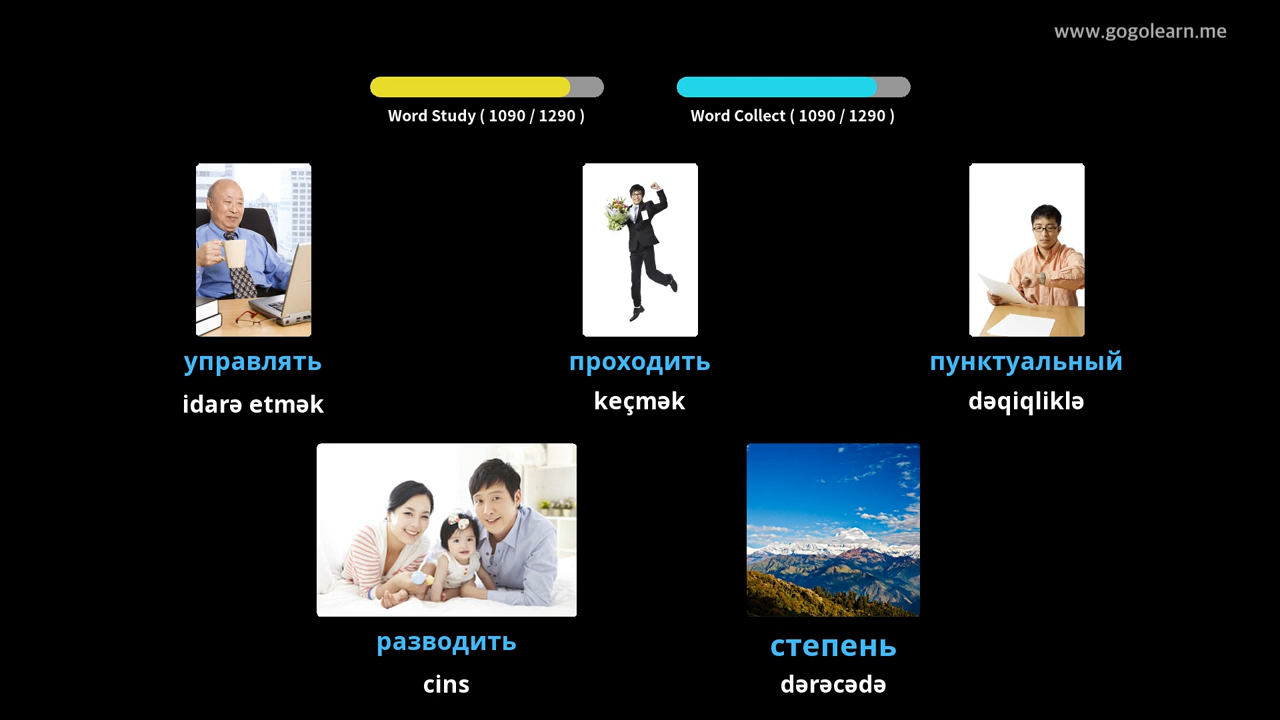 www.gogolearn.me
Word Study ( 1090 / 1290 )
Word Collect ( 1090 / 1290 )
управлять
idarə etmək
проходить
keçmək
пунктуальный
dəqiqliklə
разводить
cins
степень
dərəcədə